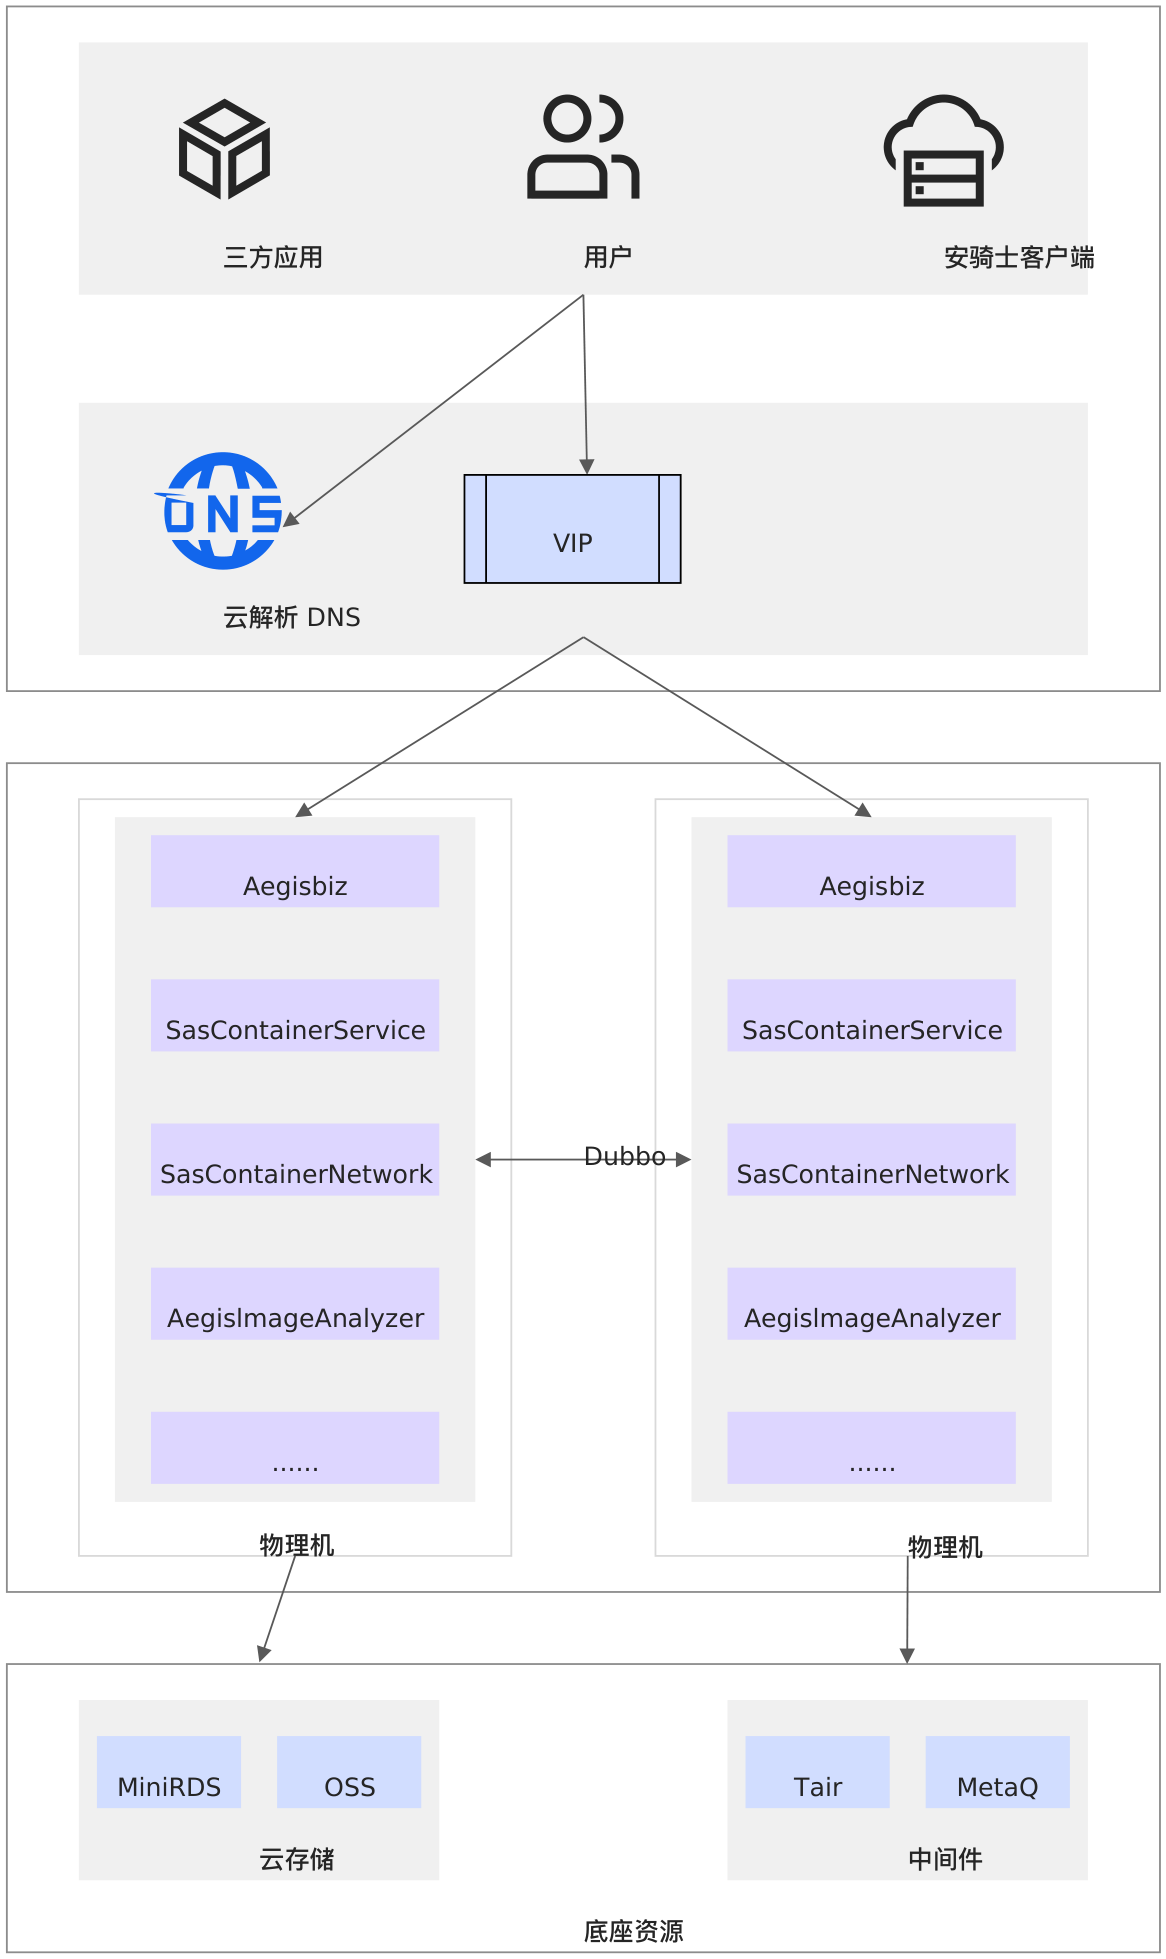 三方应用
用户
安骑士客户端
DNS
VIP
云解析 DNS
Aegisbiz
Aegisbiz
SasContainerService
SasContainerService
SasContainerNetwork
Dubbo
SasContainerNetwork
AegisImageAnalyzer
AegisImageAnalyzer
......
......
物理机
物理机
MiniRDS
OSS
Tair
MetaQ
云存储
中间件
底座资源